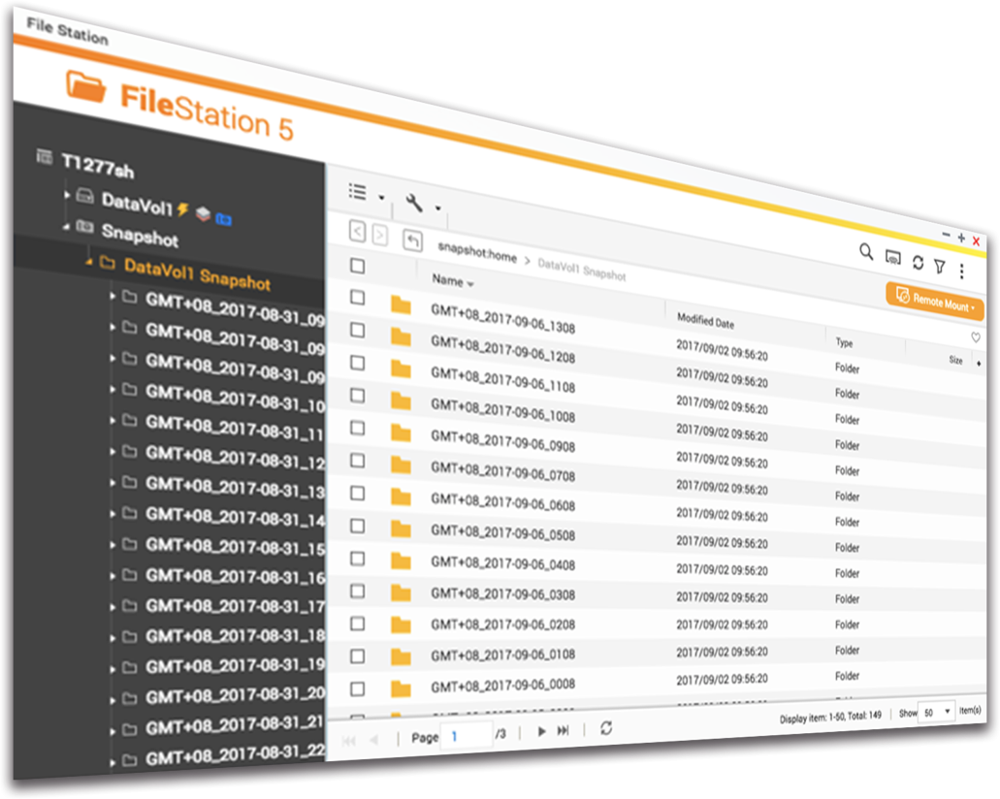 File Station
FileStation 5
T1277sh
DataVol1
Snapshot
DataVol1 Snapshot
GMT+08_2017-08-31_09
GMT+08_2017-08-31_09
GMT+08_2017-08-31_09
GMT+08_2017-08-31_10
GMT+08_2017-08-31_11
GMT+08_2017-08-31_12
GMT+08_2017-08-31_13
GMT+08_2017-08-31_14
GMT+08_2017-08-31_15
GMT+08_2017-08-31_16
GMT+08_2017-08-31_17
GMT+08_2017-08-31_18
GMT+08_2017-08-31_19
GMT+08_2017-08-31_20
GMT+08_2017-08-31_21
GMT+08_2017-08-31_22
snapshot:home > DataVol1 Snapshot
Remote Mount
Name Modified Date Type Size
GMT+08_2017-09-06_1308 2017/09/02 09:56:20 Folder
GMT+08_2017-09-06_1208 2017/09/02 09:56:20 Folder
GMT+08_2017-09-06_1108 2017/09/02 09:56:20 Folder
GMT+08_2017-09-06_1008 2017/09/02 09:56:20 Folder
GMT+08_2017-09-06_0908 2017/09/02 09:56:20 Folder
GMT+08_2017-09-06_0708 2017/09/02 09:56:20 Folder
GMT+08_2017-09-06_0608 2017/09/02 09:56:20 Folder
GMT+08_2017-09-06_0508 2017/09/02 09:56:20 Folder
GMT+08_2017-09-06_0408 2017/09/02 09:56:20 Folder
GMT+08_2017-09-06_0308 2017/09/02 09:56:20 Folder
GMT+08_2017-09-06_0208 2017/09/02 09:56:20 Folder
GMT+08_2017-09-06_0108 2017/09/02 09:56:20 Folder
GMT+08_2017-09-06_0008 2017/09/02 09:56:20 Folder
Page 1 /3 Display item: 1-50, Total: 149 Show 50 Item(s)